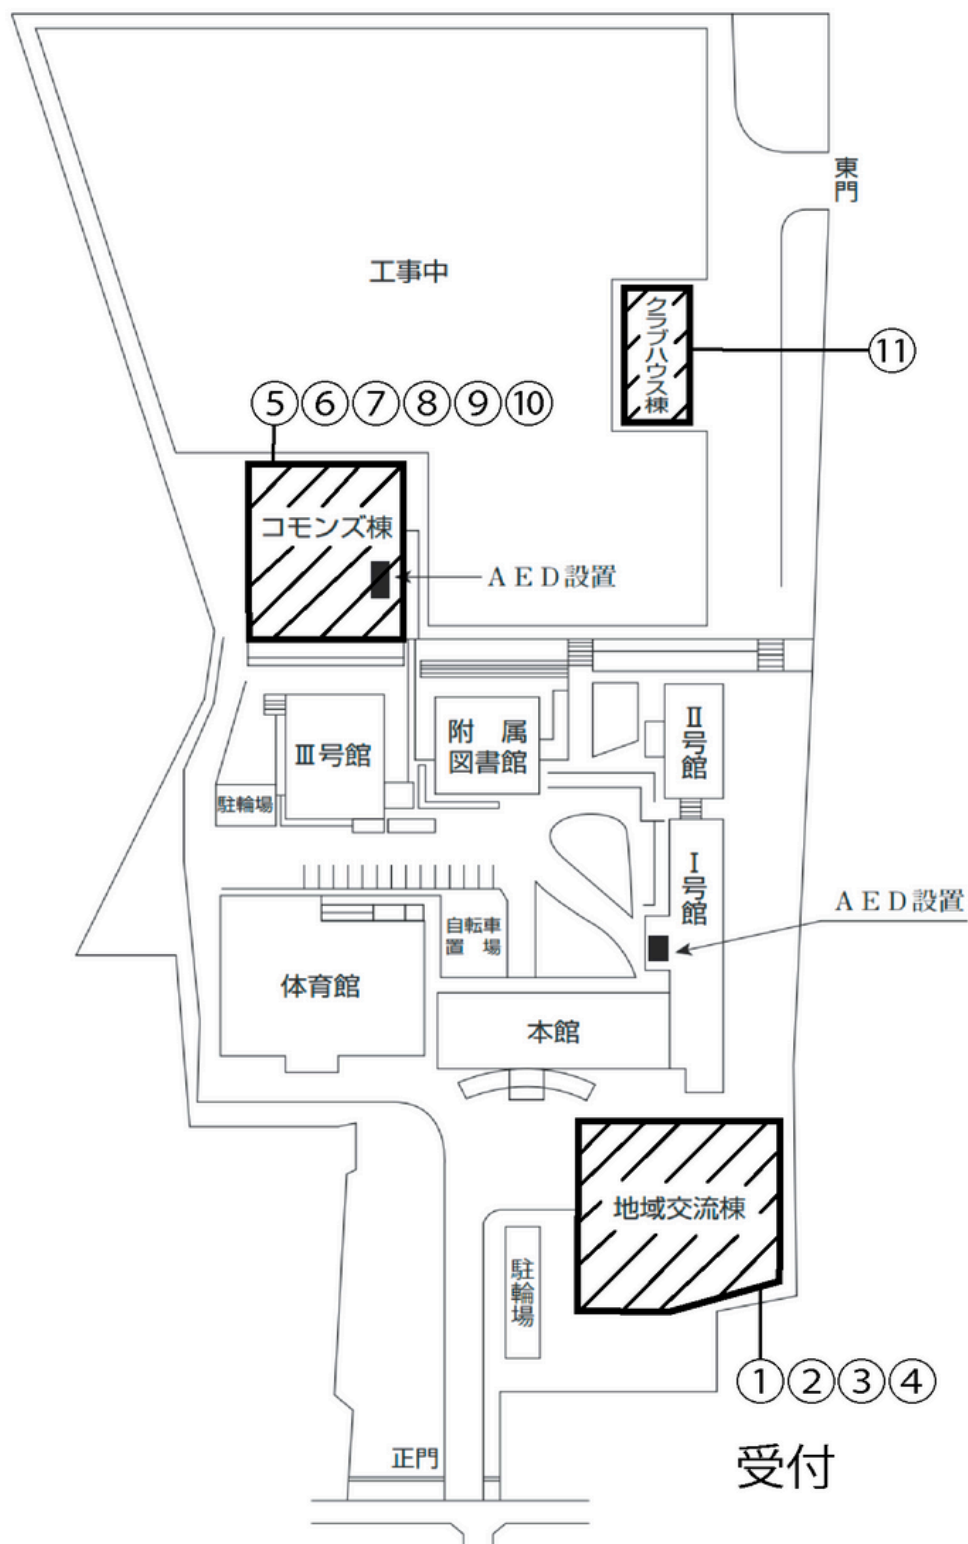 東門
工事中
クラブハウス棟
⑪
⑤⑥⑦⑧⑨⑩
コモンズ棟
ＡＥＤ設置
Ⅲ号館
附属
図書館
Ⅱ号館
駐輪場
Ⅰ号館
ＡＥＤ設置
自転車
置場
体育館
本館
地域交流棟
駐輪場
①②③④
受付
正門